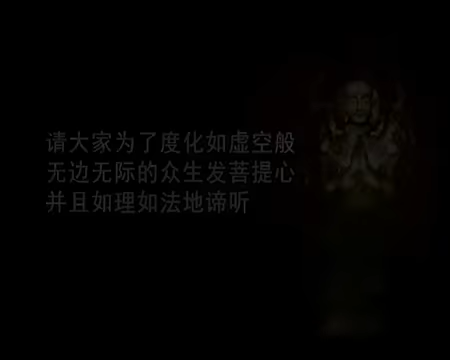 请大家为了度化如虚空般
无边无际的众生发菩提心
并且如理如法地谛听